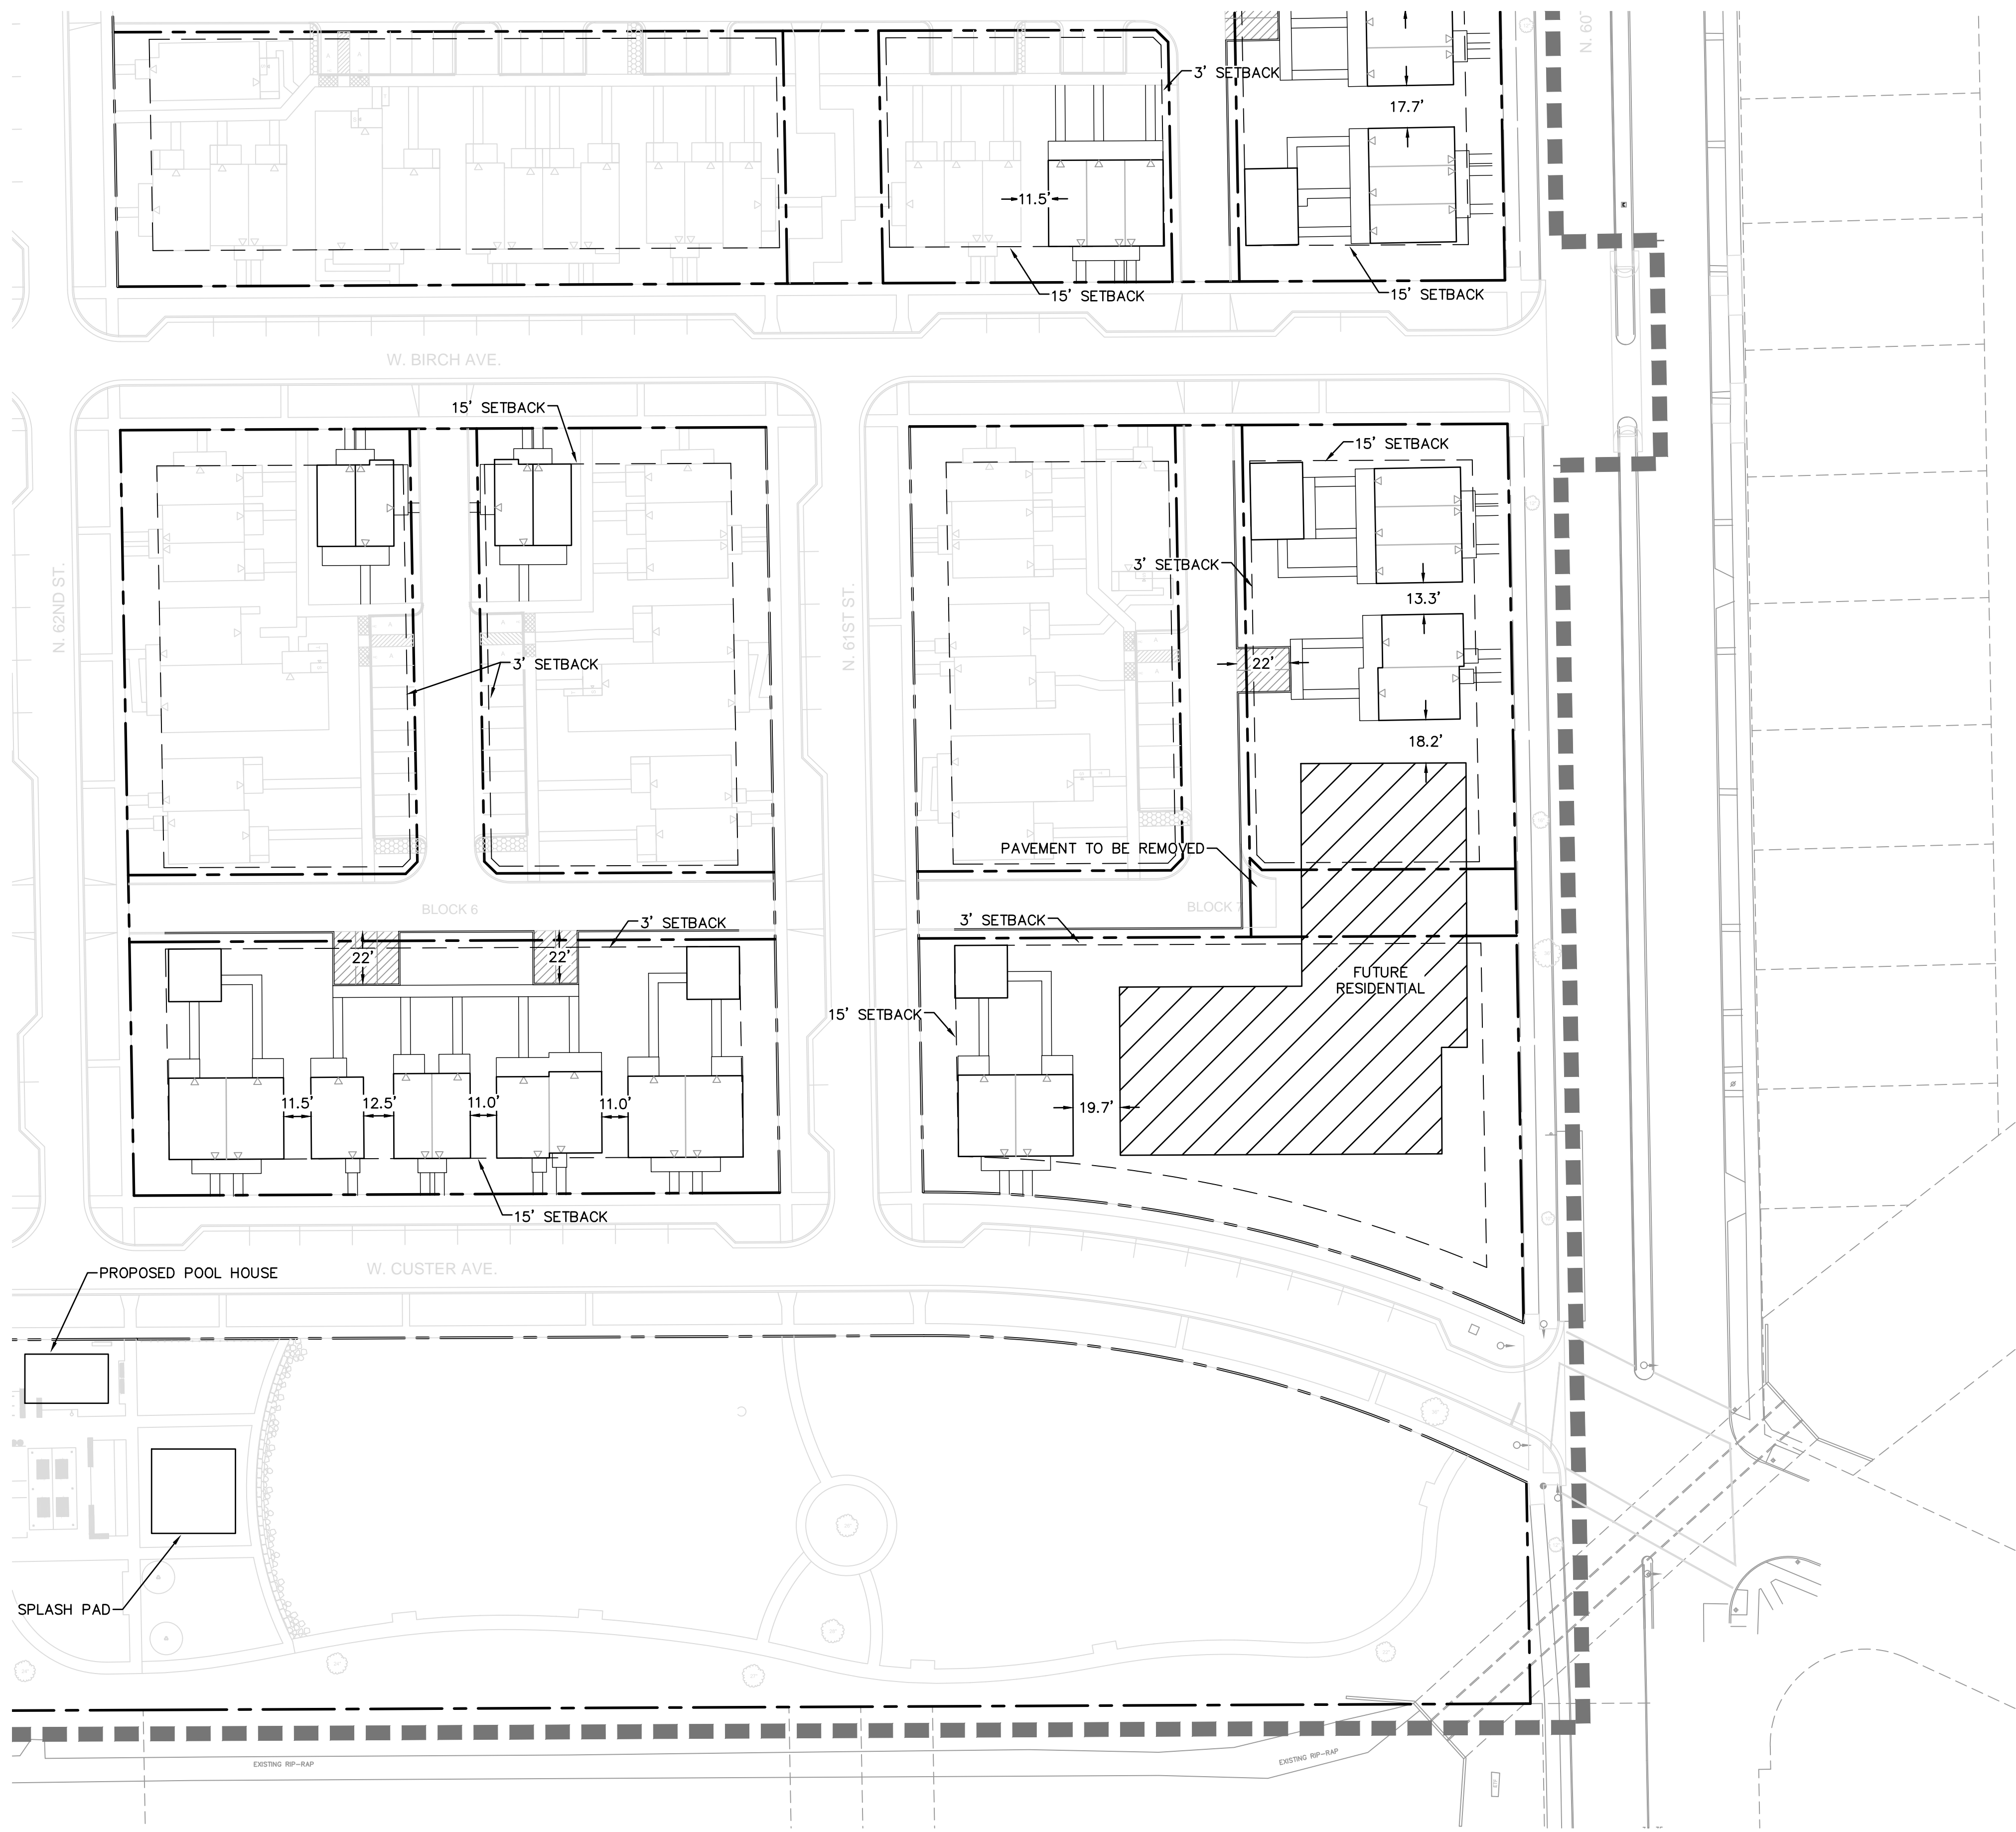 N. 60
3' SETBACK
17.7'
11.5'
15' SETBACK
15' SETBACK
W. BIRCH AVE.
15' SETBACK
15' SETBACK
N. 62ND ST.
N. 61ST ST.
3' SETBACK
13.3'
3' SETBACK
22'
18.2'
PAVEMENT TO BE REMOVED
BLOCK 6
BLOCK 7
3' SETBACK
3' SETBACK
22'
22'
FUTURE
RESIDENTIAL
15' SETBACK
11.5'
12.5'
11.0'
11.0'
19.7'
15' SETBACK
W. CUSTER AVE.
PROPOSED POOL HOUSE
SPLASH PAD
EXISTING RIP-RAP
EXISTING RIP-RAP